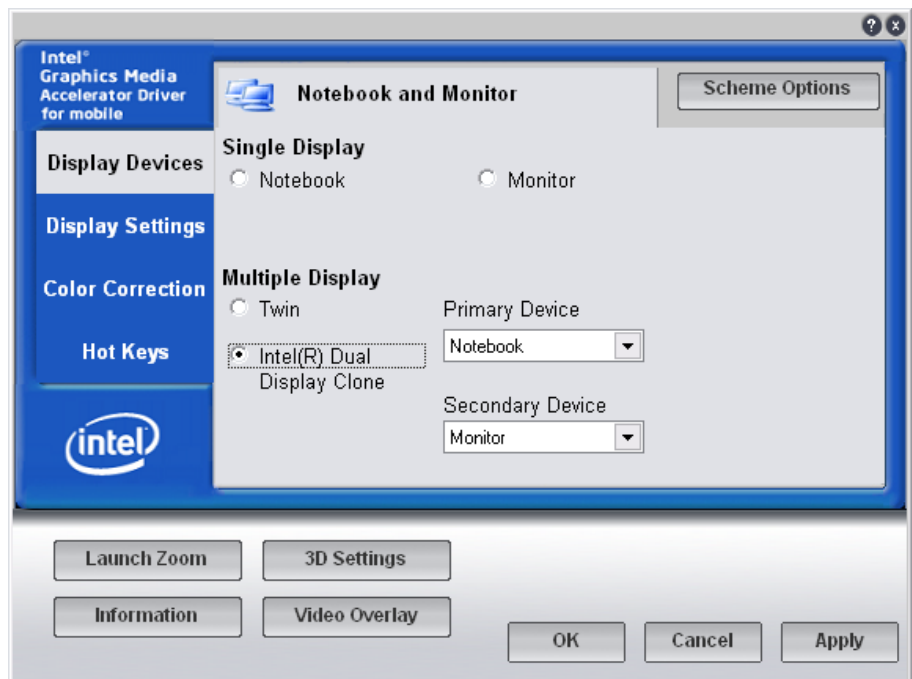 Intel®
Graphics Media
Accelerator Driver
for mobile
Notebook and Monitor
Scheme Options
Display Devices
Display Settings
Color Correction
Hot Keys
intel
Single Display
Notebook
Monitor
Multiple Display
Twin
Intel(R) Dual
Display Clone
Primary Device
Notebook
Secondary Device
Monitor
Launch Zoom
3D Settings
Information
Video Overlay
OK
Cancel
Apply